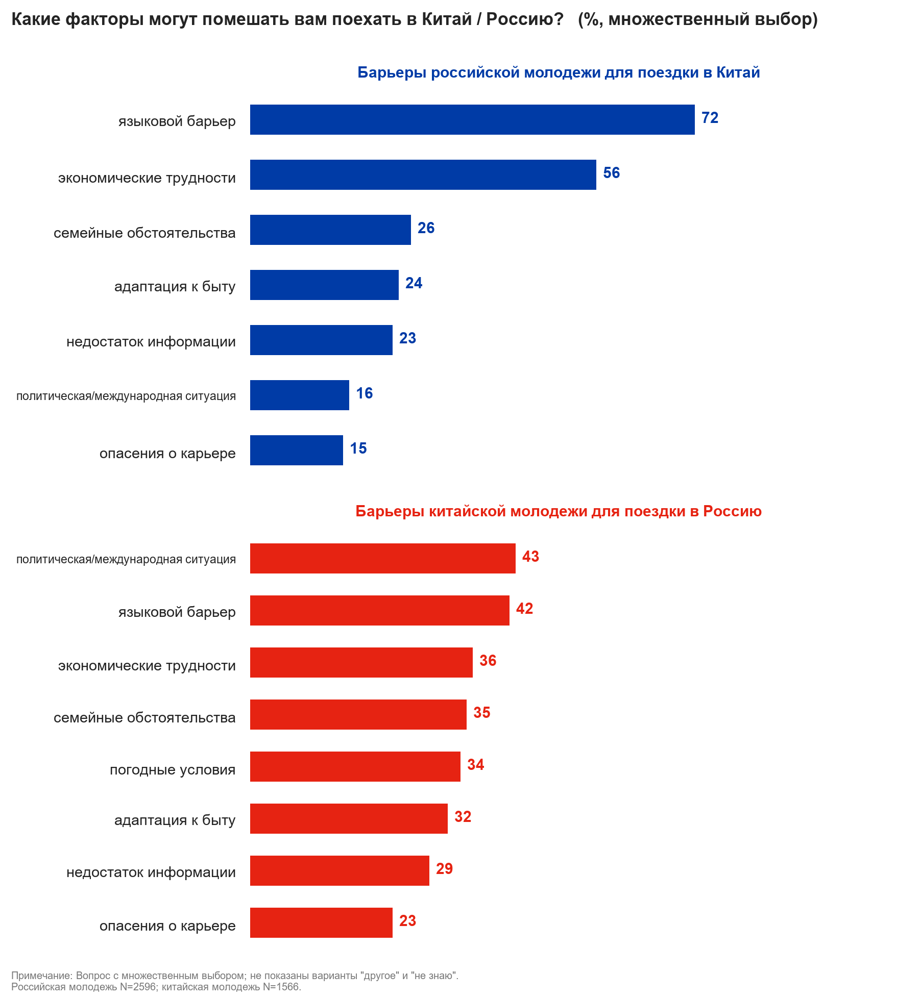 Какие факторы могут помешать вам поехать в Китай / Россию? (%, множественный выбор)
Барьеры российской молодежи для поездки в Китай
языковой барьер 72
экономические трудности 56
семейные обстоятельства 26
адаптация к быту 24
недостаток информации 23
политическая/международная ситуация 16
опасения о карьере 15
Барьеры китайской молодежи для поездки в Россию
политическая/международная ситуация 43
языковой барьер 42
экономические трудности 36
семейные обстоятельства 35
погодные условия 34
адаптация к быту 32
недостаток информации 29
опасения о карьере 23
Примечание: Вопрос с множественным выбором; не показаны варианты "другое" и "не знаю".
Российская молодежь N=2596; китайская молодежь N=1566.